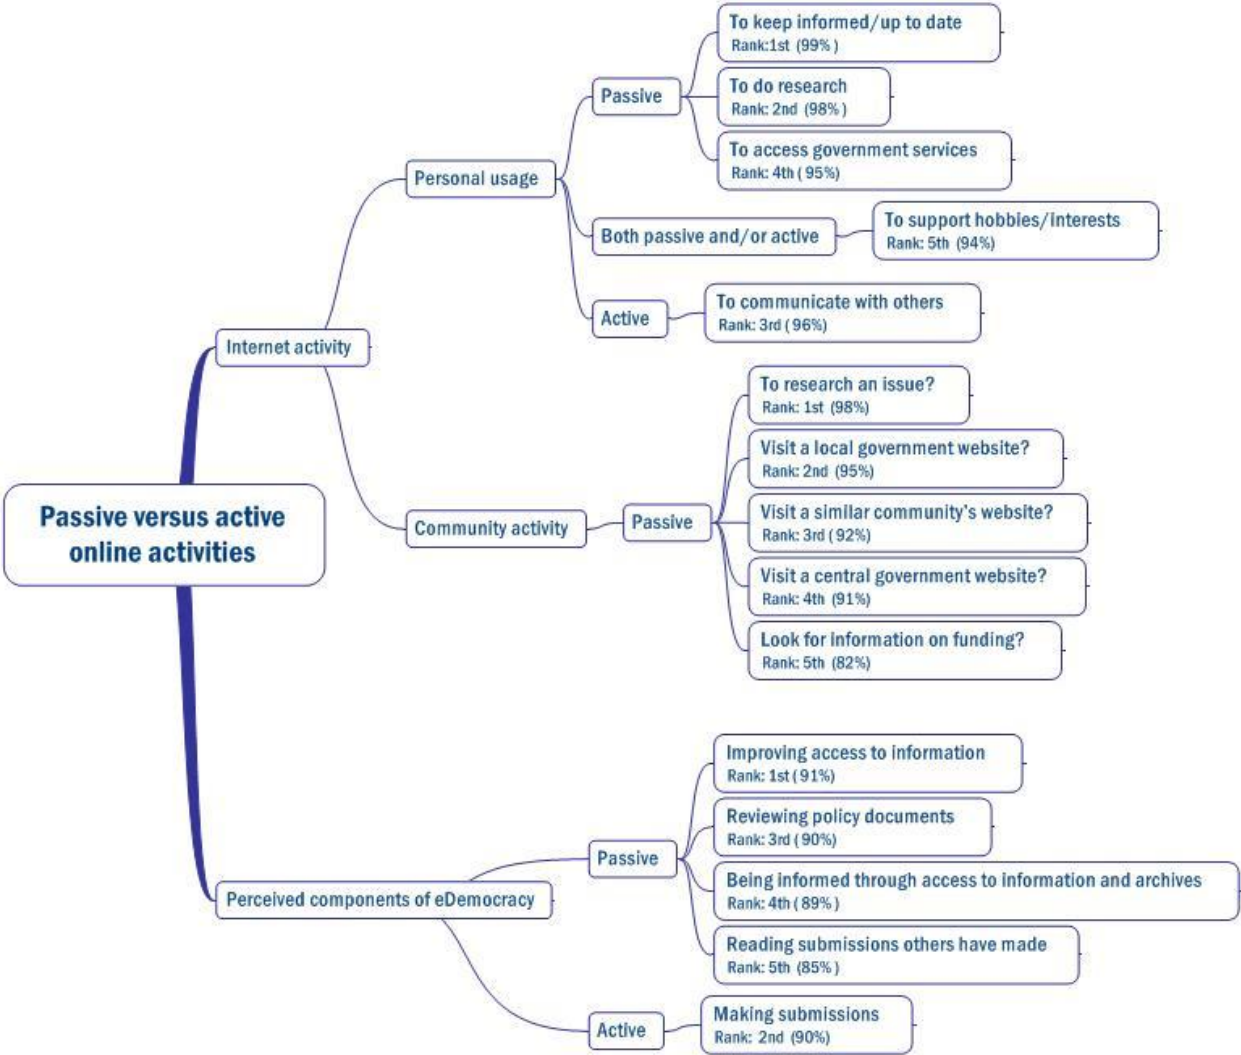 Passive versus active
online activities
Internet activity
Personal usage
Passive
To keep informed/up to date
Rank:1st (99% )
To do research
Rank: 2nd (98% )
To access government services
Rank: 4th ( 95%)
Both passive and/or active
To support hobbies/interests
Rank: 5th (94%)
Active
To communicate with others
Rank: 3rd ( 96%)
Community activity
Passive
To research an issue?
Rank: 1st (98%)
Visit a local government website?
Rank: 2nd (95%)
Visit a similar community's website?
Rank: 3rd ( 92%)
Visit a central government website?
Rank: 4th (91%)
Look for information on funding?
Rank: 5th (82%)
Perceived components of eDemocracy
Passive
Improving access to information
Rank: 1st ( 91%)
Reviewing policy documents
Rank: 3rd ( 90%)
Being informed through access to information and archives
Rank: 4th ( 89% )
Reading submissions others have made
Rank: 5th (85% )
Active
Making submissions
Rank: 2nd (90%)